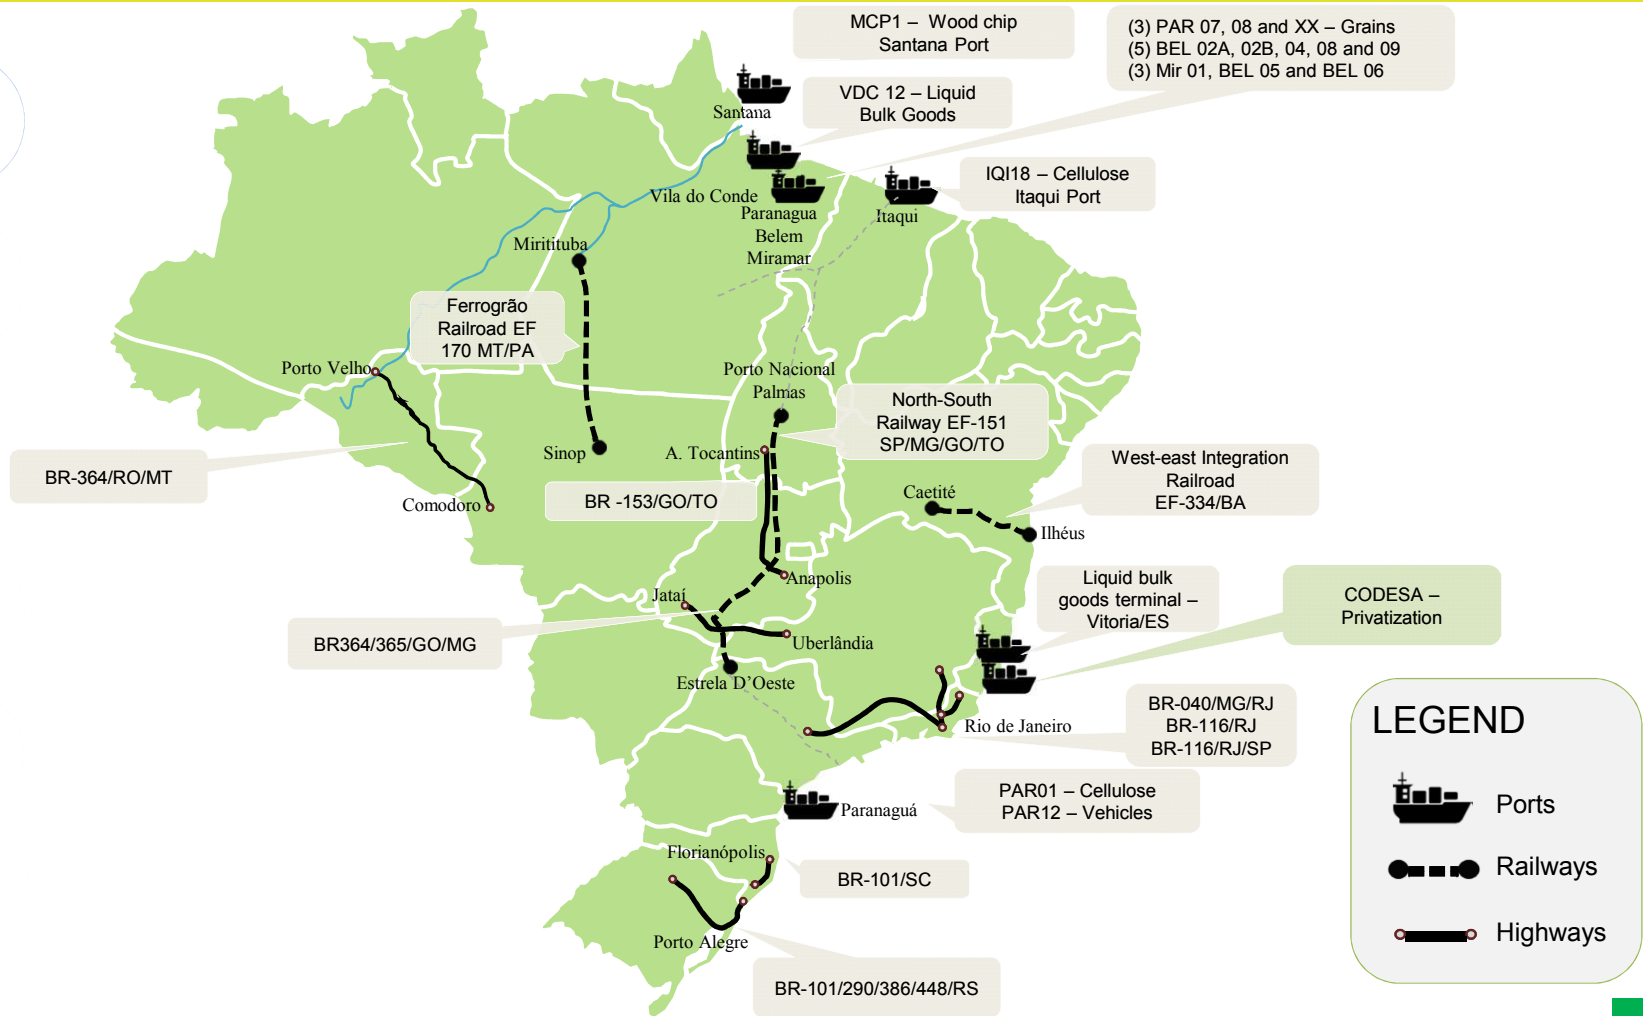 MCP1 – Wood chip
Santana Port
(3) PAR 07, 08 and XX – Grains
(5) BEL 02A, 02B, 04, 08 and 09
(3) Mir 01, BEL 05 and BEL 06
VDC 12 – Liquid
Bulk Goods
Santana
IQI18 – Cellulose
Itaqui Port
Vila do Conde
Paranagua
Belem
Miramar
Itaqui
Miritituba
Ferrogrão
Railroad EF
170 MT/PA
Porto Velho
Porto Nacional
Palmas
North-South
Railway EF-151
SP/MG/GO/TO
Sinop
A. Tocantins
BR-364/RO/MT
West-east Integration
Railroad
EF-334/BA
Comodoro
BR -153/GO/TO
Caetité
Ilhéus
Anapolis
Jataí
Liquid bulk
goods terminal –
Vitoria/ES
CODESA –
Privatization
BR364/365/GO/MG
Uberlândia
Estrela D'Oeste
Rio de Janeiro
BR-040/MG/RJ
BR-116/RJ
BR-116/RJ/SP
LEGEND
Ports
Railways
Highways
Paranaguá
PAR01 – Cellulose
PAR12 – Vehicles
Florianópolis
BR-101/SC
Porto Alegre
BR-101/290/386/448/RS